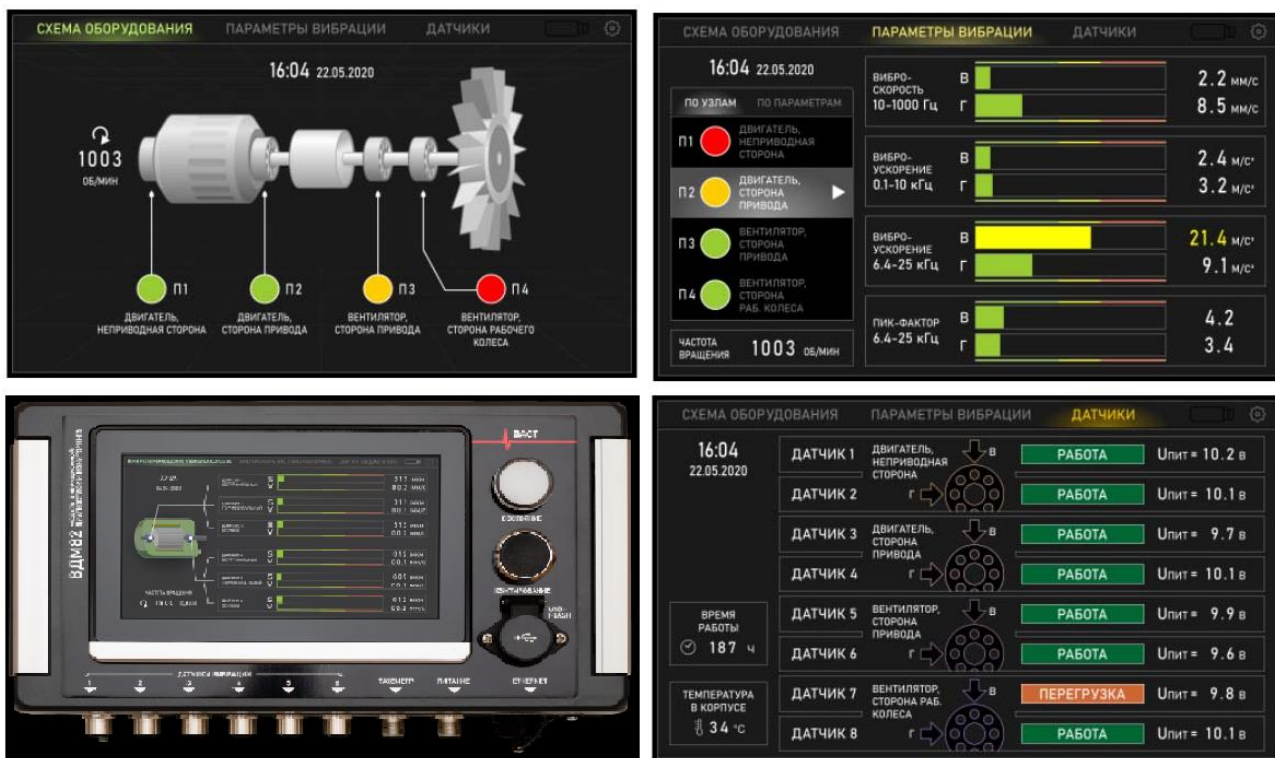 СХЕМА ОБОРУДОВАНИЯ ПАРАМЕТРЫ ВИБРАЦИИ ДАТЧИКИ
16:04 22.05.2020
1003
ОБ/МИН
П1 П2 П3 П4
ДВИГАТЕЛЬ,
НЕПРИВОДНАЯ СТОРОНА
ДВИГАТЕЛЬ,
СТОРОНА ПРИВОДА
ВЕНТИЛЯТОР,
СТОРОНА ПРИВОДА
ВЕНТИЛЯТОР,
СТОРОНА РАБОЧЕГО
КОЛЕСА
СХЕМА ОБОРУДОВАНИЯ ПАРАМЕТРЫ ВИБРАЦИИ ДАТЧИКИ
16:04 22.05.2020
ПО УЗЛАМ ПО ПАРАМЕТРАМ
П1 ДВИГАТЕЛЬ,
НЕПРИВОДНАЯ
СТОРОНА
П2 ДВИГАТЕЛЬ,
СТОРОНА
ПРИВОДА
П3 ВЕНТИЛЯТОР,
СТОРОНА
ПРИВОДА
П4 ВЕНТИЛЯТОР,
СТОРОНА
РАБ. КОЛЕСА
ЧАСТОТА
ВРАЩЕНИЯ 1003 ОБ/МИН
ВИБРО-
СКОРОСТЬ
10-1000 Гц
В 2.2 ММ/С
Г 8.5 ММ/С
ВИБРО-
УСКОРЕНИЕ
0.1-10 кГц
В 2.4 М/С²
Г 3.2 М/С²
ВИБРО-
УСКОРЕНИЕ
6.4-25 кГц
В 21.4 М/С²
Г 9.1 М/С²
ПИК-ФАКТОР
6.4-25 кГц
В 4.2
Г 3.4
ВДМ82
ВАСТ
ДАТЧИКИ ВИБРАЦИИ
1 2 3 4 5 6 ТАХОМЕТР ПИТАНИЕ ETHERNET
СХЕМА ОБОРУДОВАНИЯ ПАРАМЕТРЫ ВИБРАЦИИ ДАТЧИКИ
16:04
22.05.2020
ВРЕМЯ
РАБОТЫ
187 Ч
ТЕМПЕРАТУРА
В КОРПУСЕ
34 °C
ДВИГАТЕЛЬ,
НЕПРИВОДНАЯ
СТОРОНА
ДАТЧИК 1 В РАБОТА Uпит = 10.2 В
ДАТЧИК 2 Г РАБОТА Uпит = 10.1 В
ДВИГАТЕЛЬ,
СТОРОНА
ПРИВОДА
ДАТЧИК 3 В РАБОТА Uпит = 9.7 В
ДАТЧИК 4 Г РАБОТА Uпит = 10.1 В
ВЕНТИЛЯТОР,
СТОРОНА
ПРИВОДА
ДАТЧИК 5 В РАБОТА Uпит = 9.9 В
ДАТЧИК 6 Г РАБОТА Uпит = 9.6 В
ВЕНТИЛЯТОР,
СТОРОНА РАБ.
КОЛЕСА
ДАТЧИК 7 В ПЕРЕГРУЗКА Uпит = 9.8 В
ДАТЧИК 8 Г РАБОТА Uпит = 10.1 В